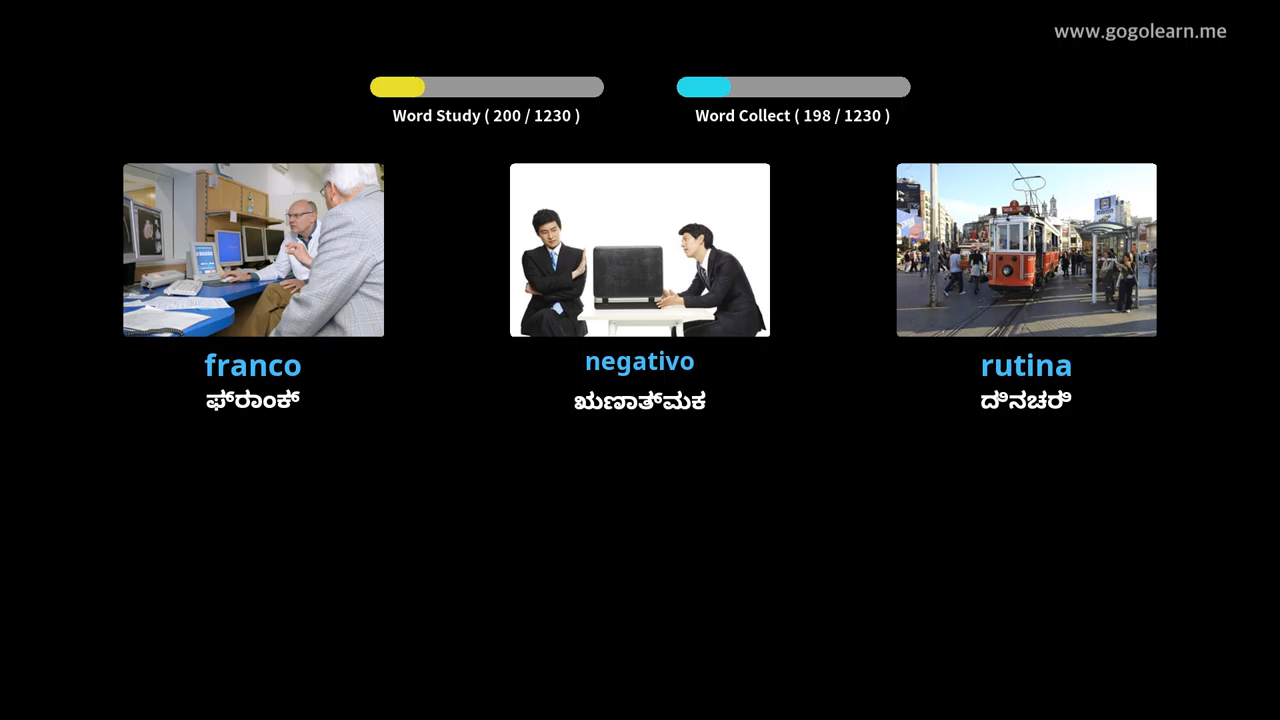 www.gogolearn.me
Word Study ( 200 / 1230 )
Word Collect ( 198 / 1230 )
franco
negativo
rutina
ಫ್ರಾಂಕ್
ಋಣಾತ್ಮಕ
ದಿನಚರಿ